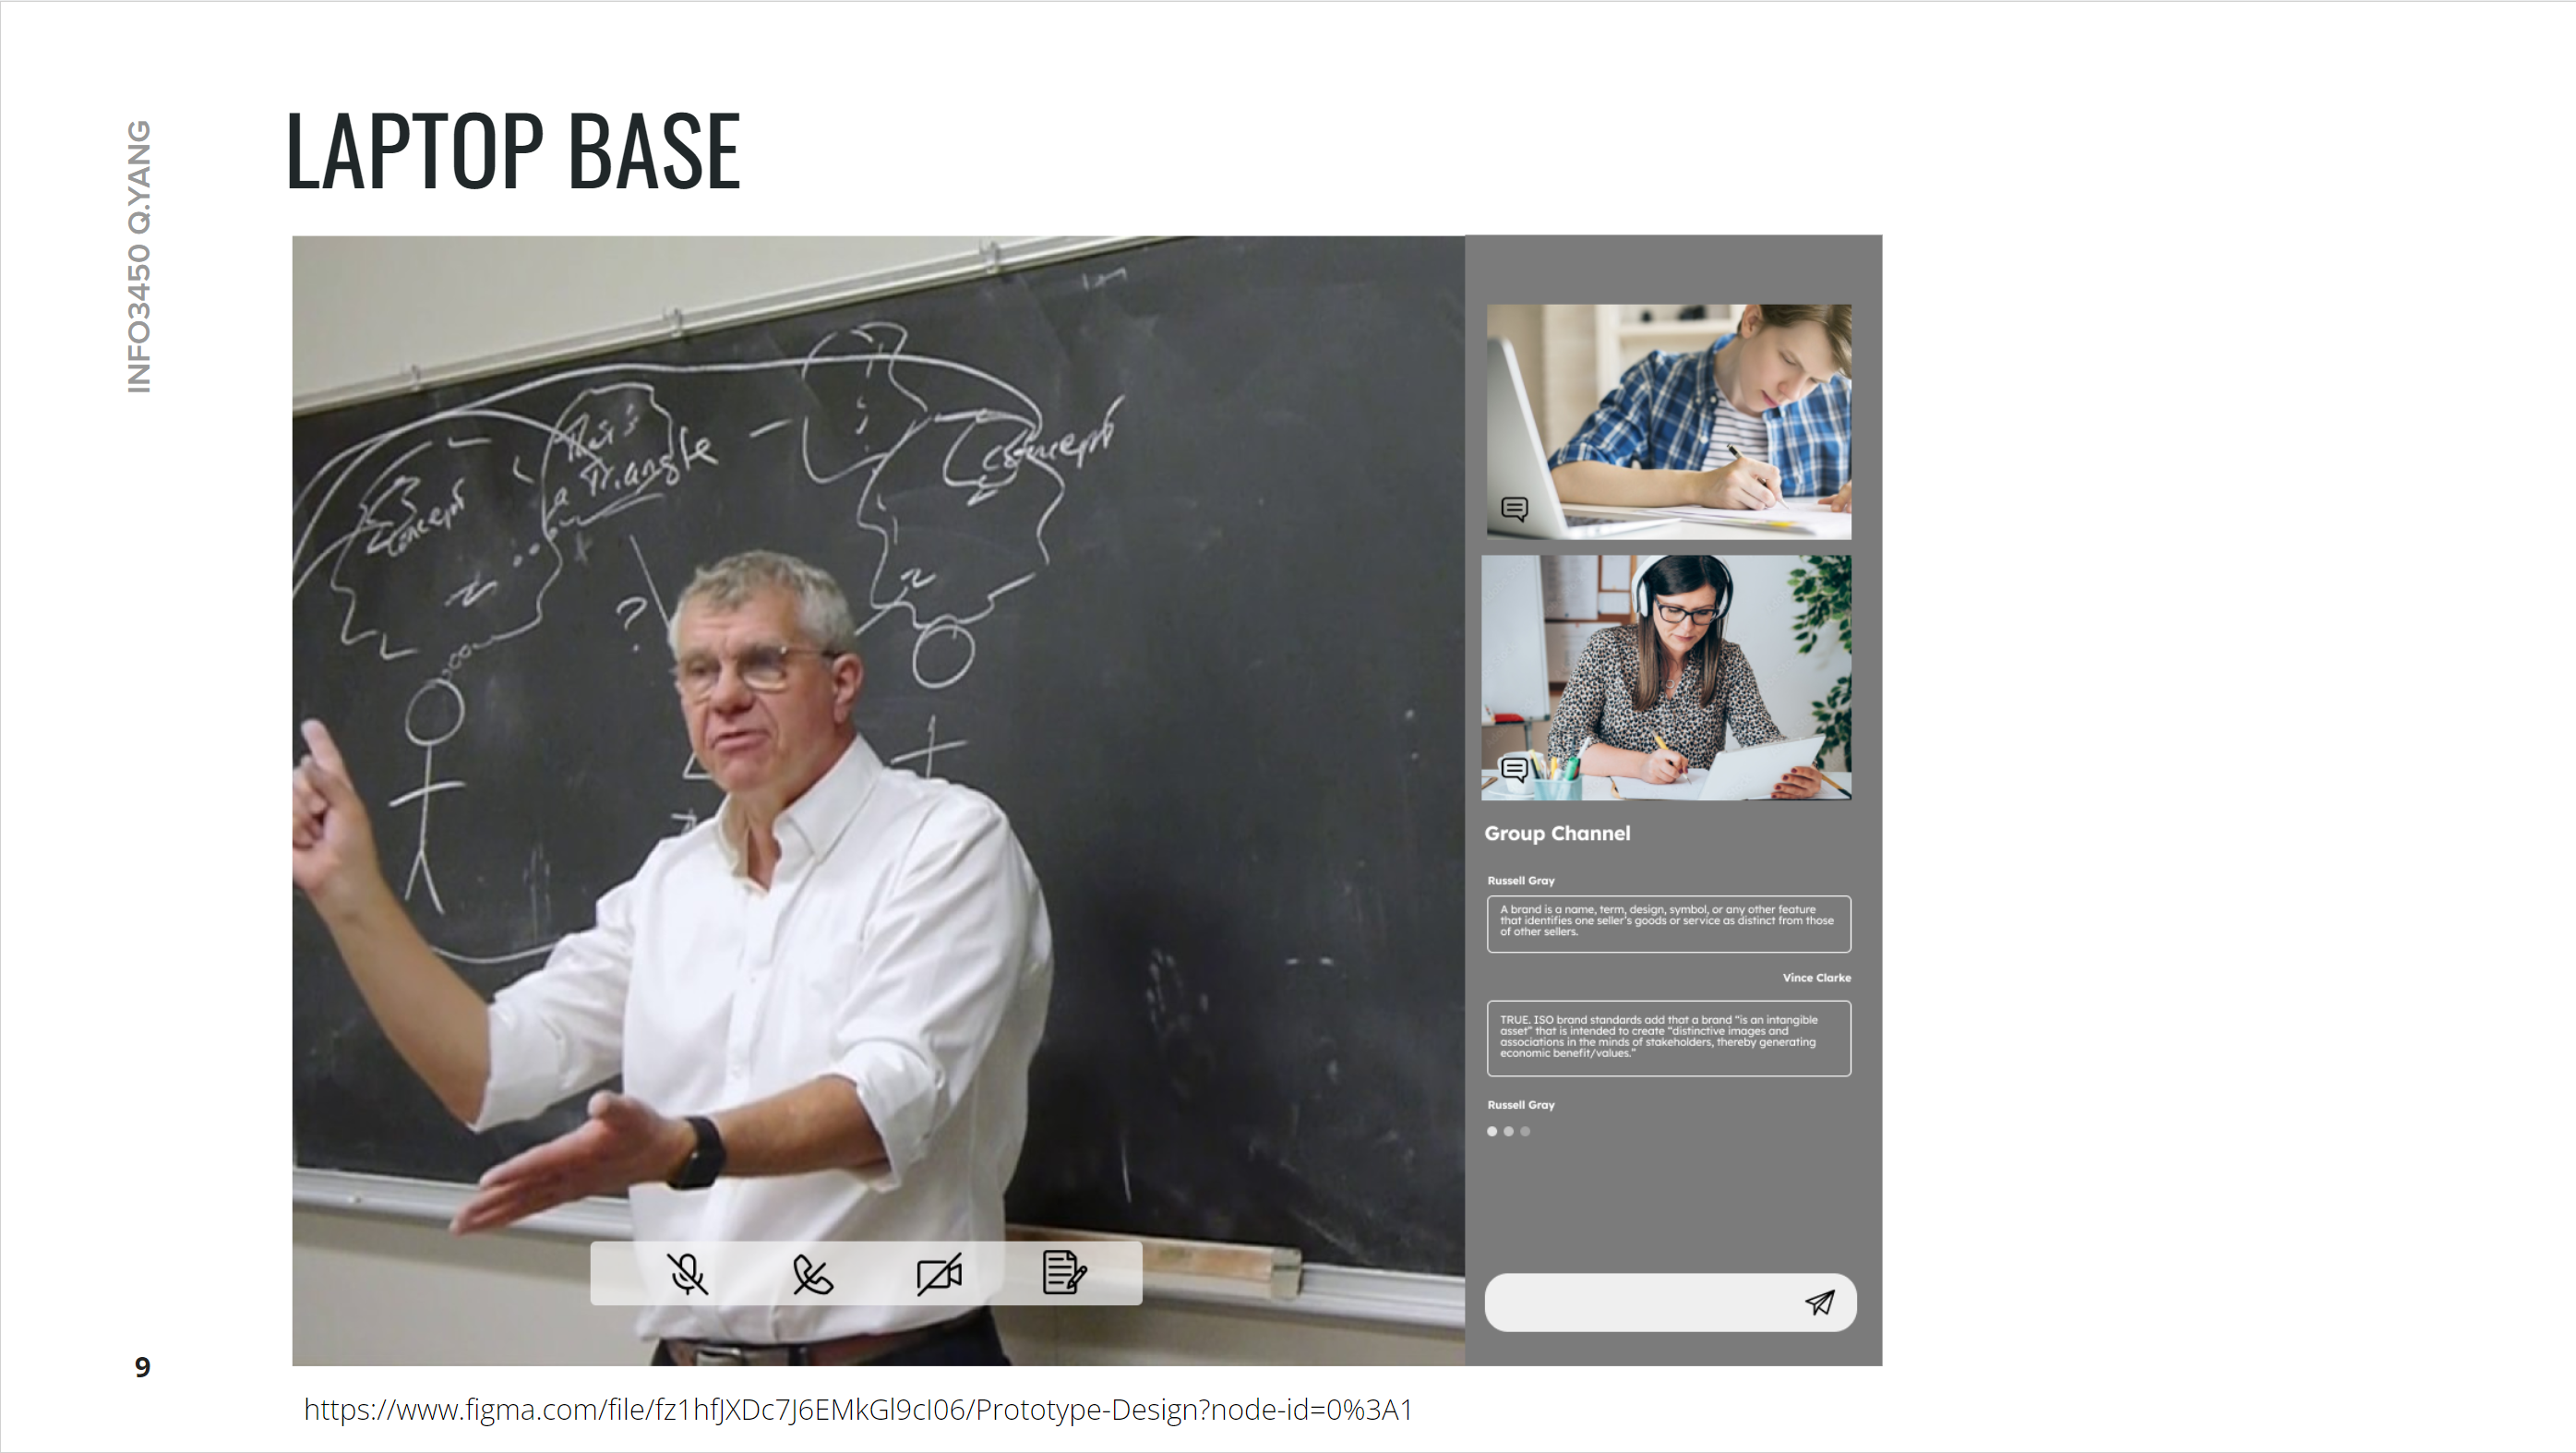 INFO3450 Q.YANG
LAPTOP BASE
Concept
This is
a Triangle
Concept
?
Group Channel
Russell Gray
A brand is a name, term, design, symbol, or any other feature
that identifies one seller's goods or service as distinct from those
of other sellers.
Vince Clarke
TRUE. ISO brand standards add that a brand "is an intangible
asset" that is intended to create "distinctive images and
associations in the minds of stakeholders, thereby generating
economic benefit/values."
Russell Gray
9
https://www.figma.com/file/fz1hfJXDc7J6EMkGl9cI06/Prototype-Design?node-id=0%3A1